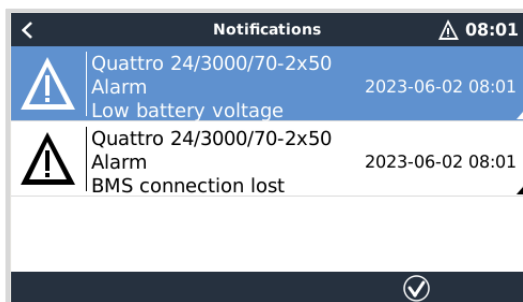 Notifications
08:01
Quattro 24/3000/70-2x50
Alarm
2023-06-02 08:01
Low battery voltage
Quattro 24/3000/70-2x50
Alarm
2023-06-02 08:01
BMS connection lost